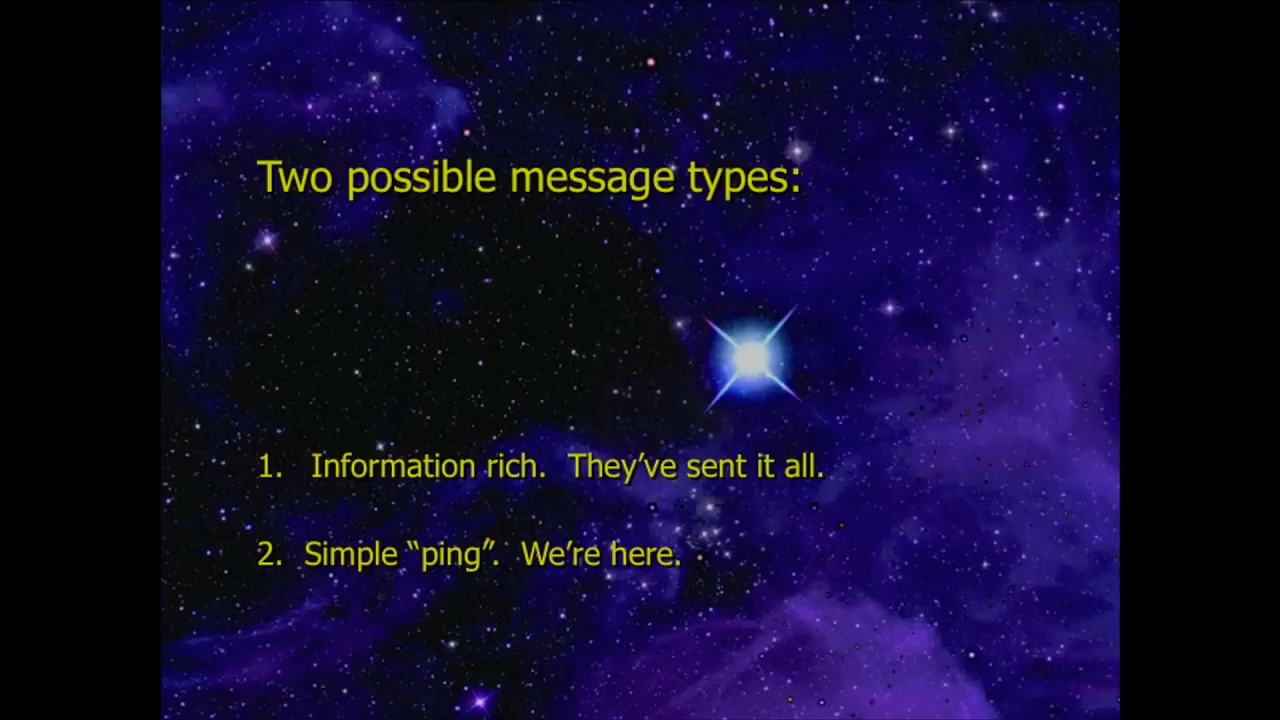 Two possible message types:
1. Information rich. They’ve sent it all.
2. Simple “ping”. We’re here.